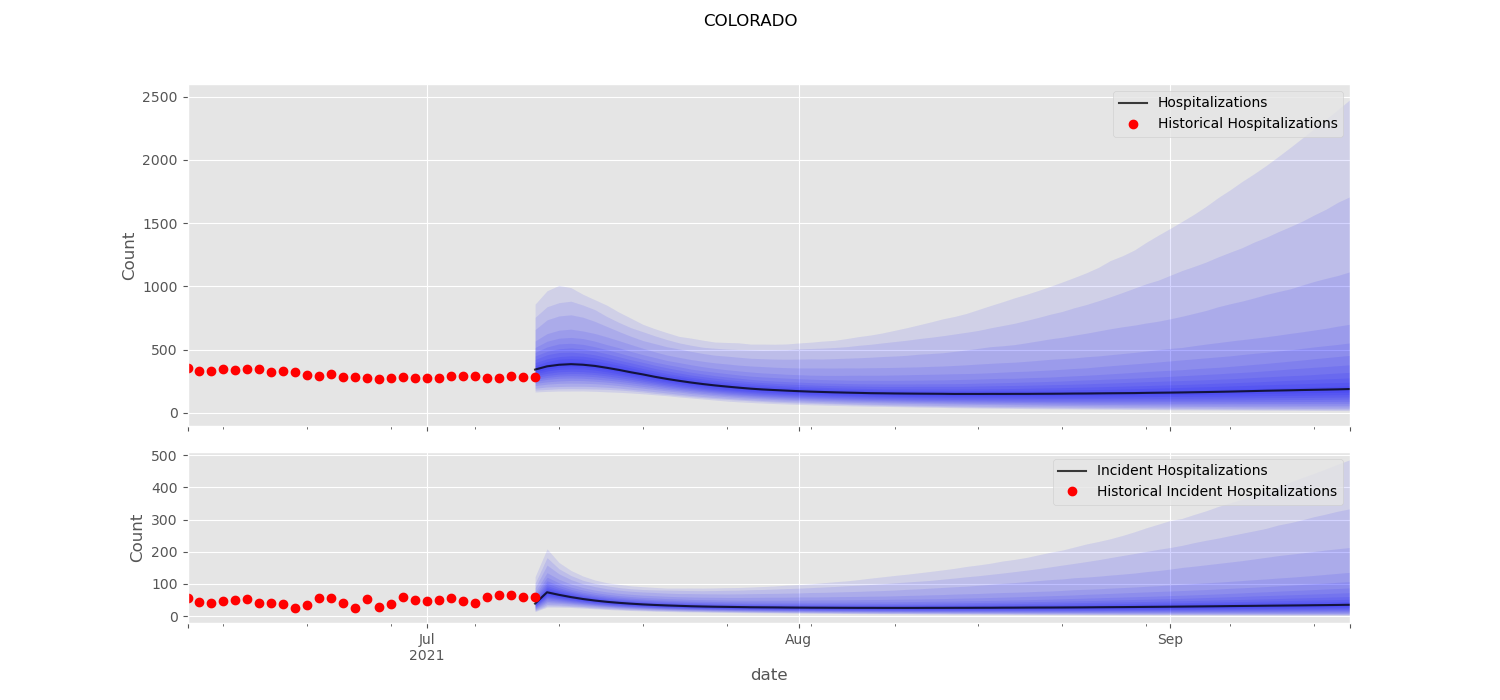 COLORADO
2500
2000
1500
1000
500
0
Count
Hospitalizations
Historical Hospitalizations
500
400
300
200
100
0
Count
Incident Hospitalizations
Historical Incident Hospitalizations
Jul
2021
Aug
Sep
date